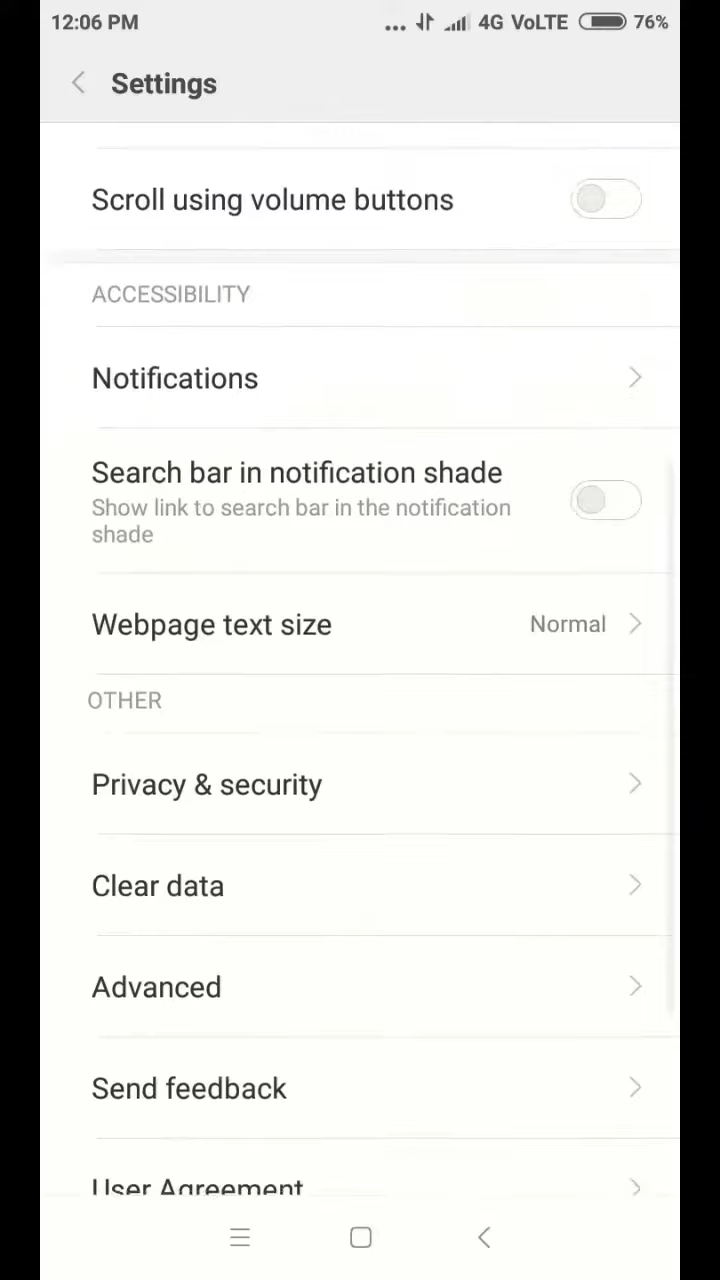 12:06 PM ... 4G VoLTE 76%
Settings
Scroll using volume buttons
ACCESSIBILITY
Notifications
Search bar in notification shade
Show link to search bar in the notification
shade
Webpage text size Normal
OTHER
Privacy & security
Clear data
Advanced
Send feedback
User Agreement